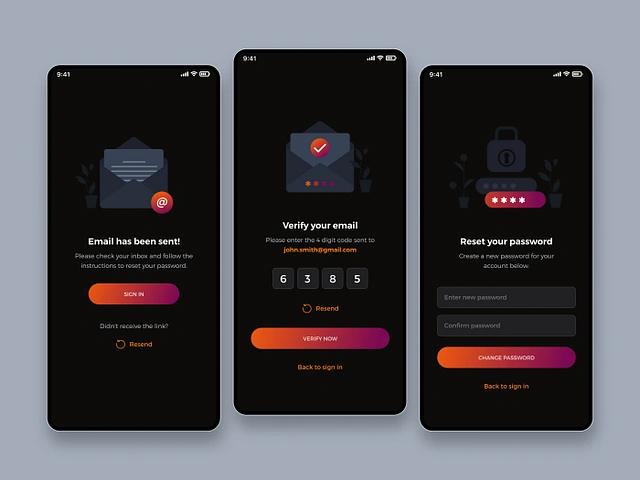 9:41
@
Email has been sent!
Please check your inbox and follow the
instructions to reset your password.
SIGN IN
Didn't receive the link?
Resend
9:41
****
Verify your email
Please enter the 4 digit code sent to
john.smith@gmail.com
6 3 8 5
Resend
VERIFY NOW
Back to sign in
9:41
****
Reset your password
Create a new password for your
account below.
Enter new password
Confirm password
CHANGE PASSWORD
Back to sign in